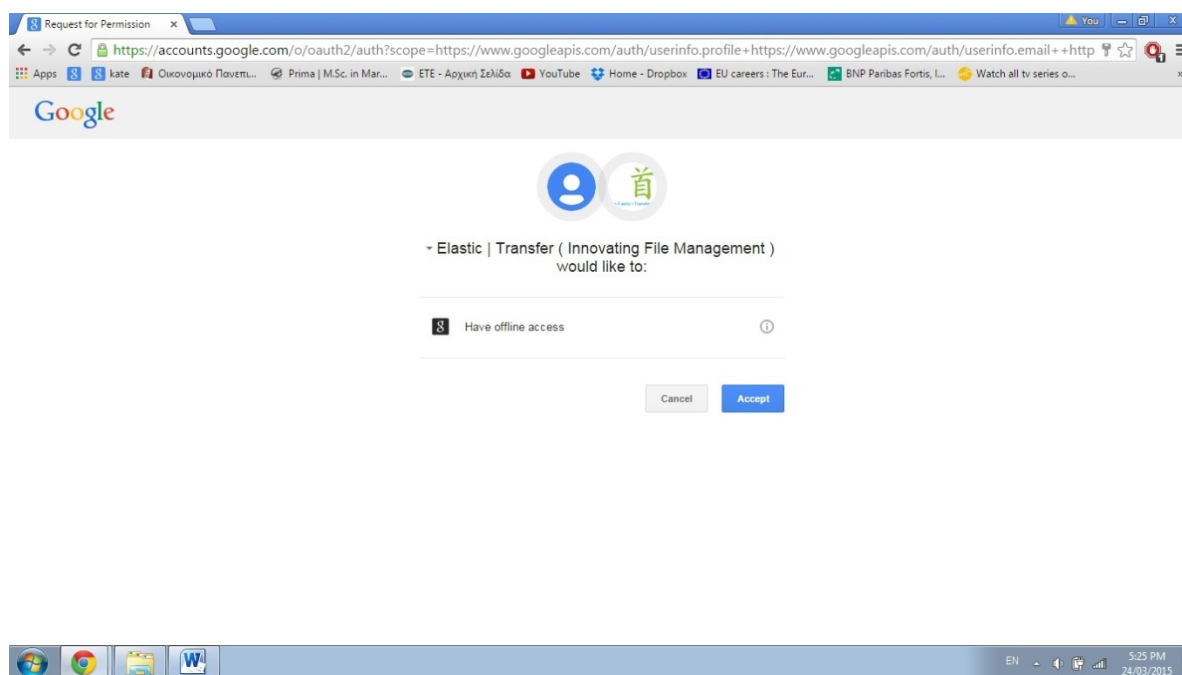 Request for Permission
You
https://accounts.google.com/o/oauth2/auth?scope=https://www.googleapis.com/auth/userinfo.profile+https://www.googleapis.com/auth/userinfo.email++http
Apps
kate
Οικονομικό Πανεπι...
Prima | M.Sc. in Mar...
ETE - Αρχική Σελίδα
YouTube
Home - Dropbox
EU careers : The Eur...
BNP Paribas Fortis, I...
Watch all tv series o...
Google
首
Elastic | Transfer ( Innovating File Management )
would like to:
8 Have offline access
Cancel
Accept
EN
5:25 PM
24/03/2015